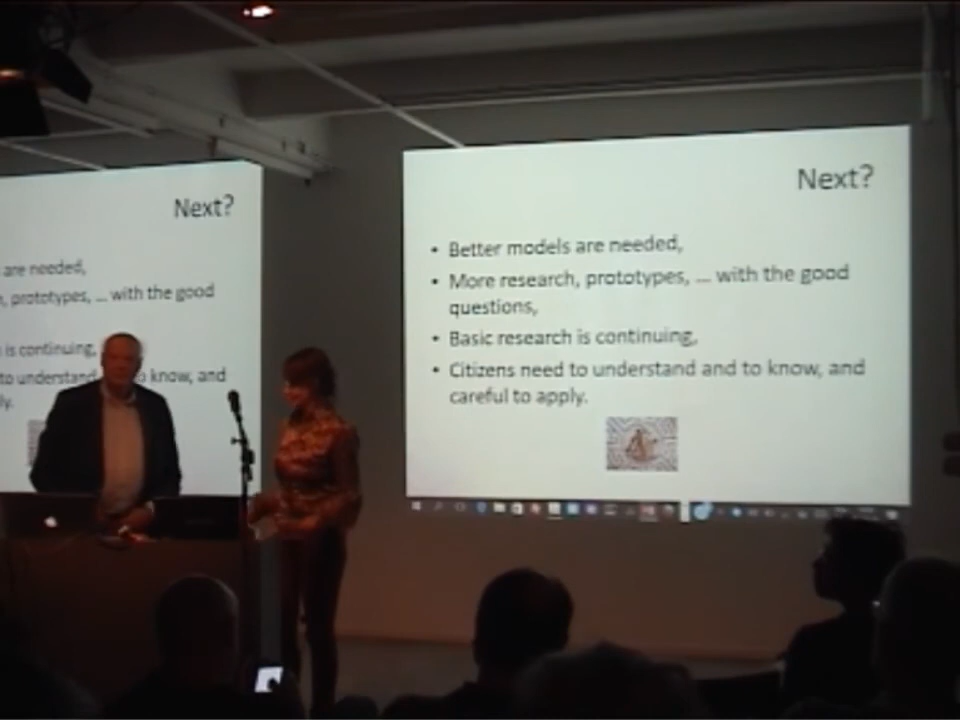 Next?
are needed,
, prototypes, ... with the good
is continuing,
to understand to know, and
ly.
Next?
• Better models are needed,
• More research, prototypes, ... with the good
questions,
• Basic research is continuing,
• Citizens need to understand and to know, and
careful to apply.